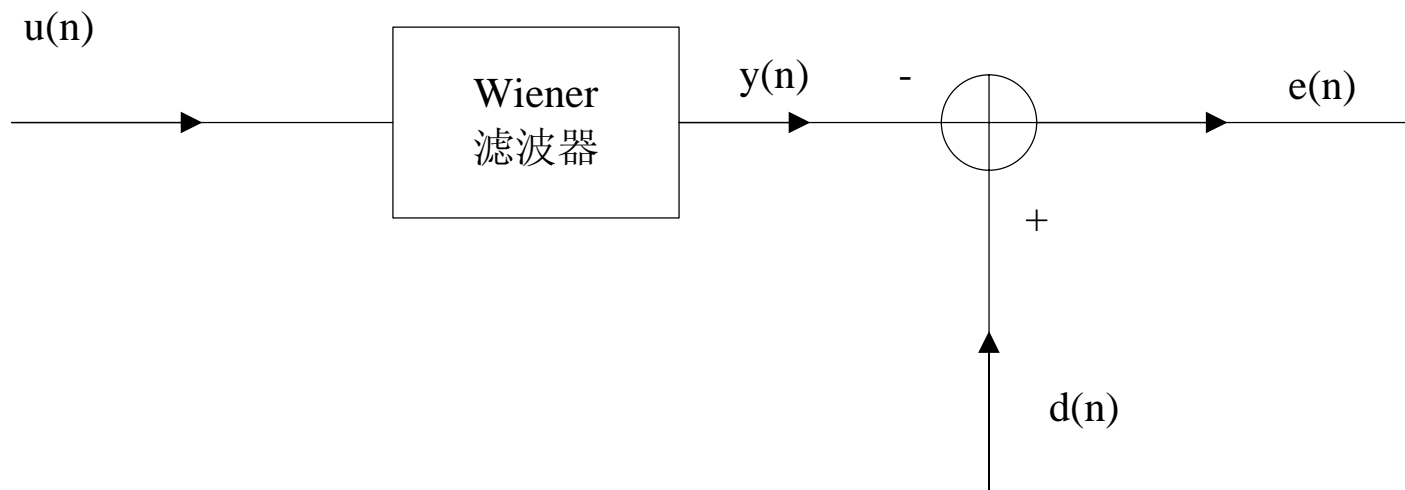 u(n)
Wiener
滤波器
y(n)
-
e(n)
+
d(n)